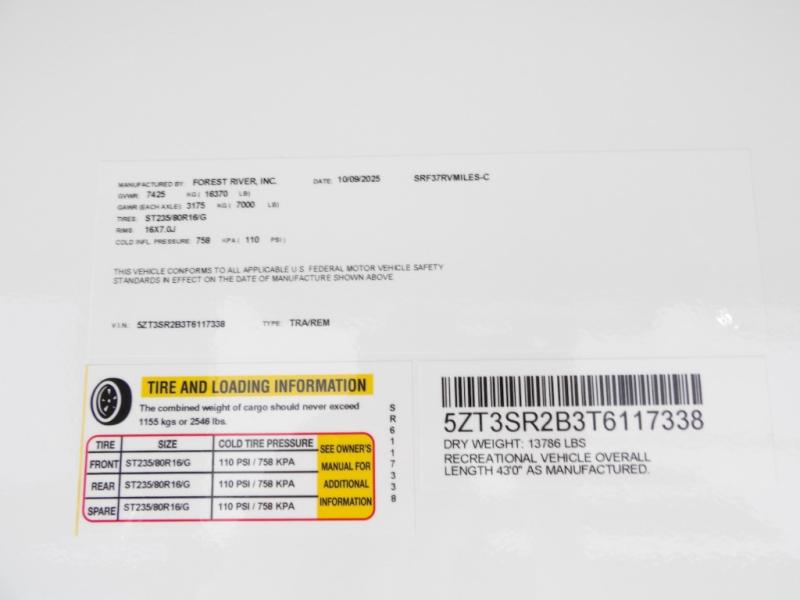 MANUFACTURED BY: FOREST RIVER, INC. DATE: 10/09/2025 SRF37RVMILES-C
GVWR: 7425 KG ( 16370 LB)
GAWR (EACH AXLE): 3175 KG ( 7000 LB)
TIRES: ST235/80R16/G
RIMS: 16X7.0J
COLD INFL. PRESSURE: 758 KPA ( 110 PSI )
THIS VEHICLE CONFORMS TO ALL APPLICABLE U.S. FEDERAL MOTOR VEHICLE SAFETY
STANDARDS IN EFFECT ON THE DATE OF MANUFACTURE SHOWN ABOVE
V.I.N.: 5ZT3SR2B3T6117338 TYPE: TRA/REM
TIRE AND LOADING INFORMATION
The combined weight of cargo should never exceed
1155 kgs or 2546 lbs.
TIRE SIZE COLD TIRE PRESSURE
FRONT ST235/80R16/G 110 PSI / 758 KPA
REAR ST235/80R16/G 110 PSI / 758 KPA
SPARE ST235/80R16/G 110 PSI / 758 KPA
SEE OWNER'S
MANUAL FOR
ADDITIONAL
INFORMATION
SR6117338
5ZT3SR2B3T6117338
DRY WEIGHT: 13786 LBS
RECREATIONAL VEHICLE OVERALL
LENGTH 43'0" AS MANUFACTURED.